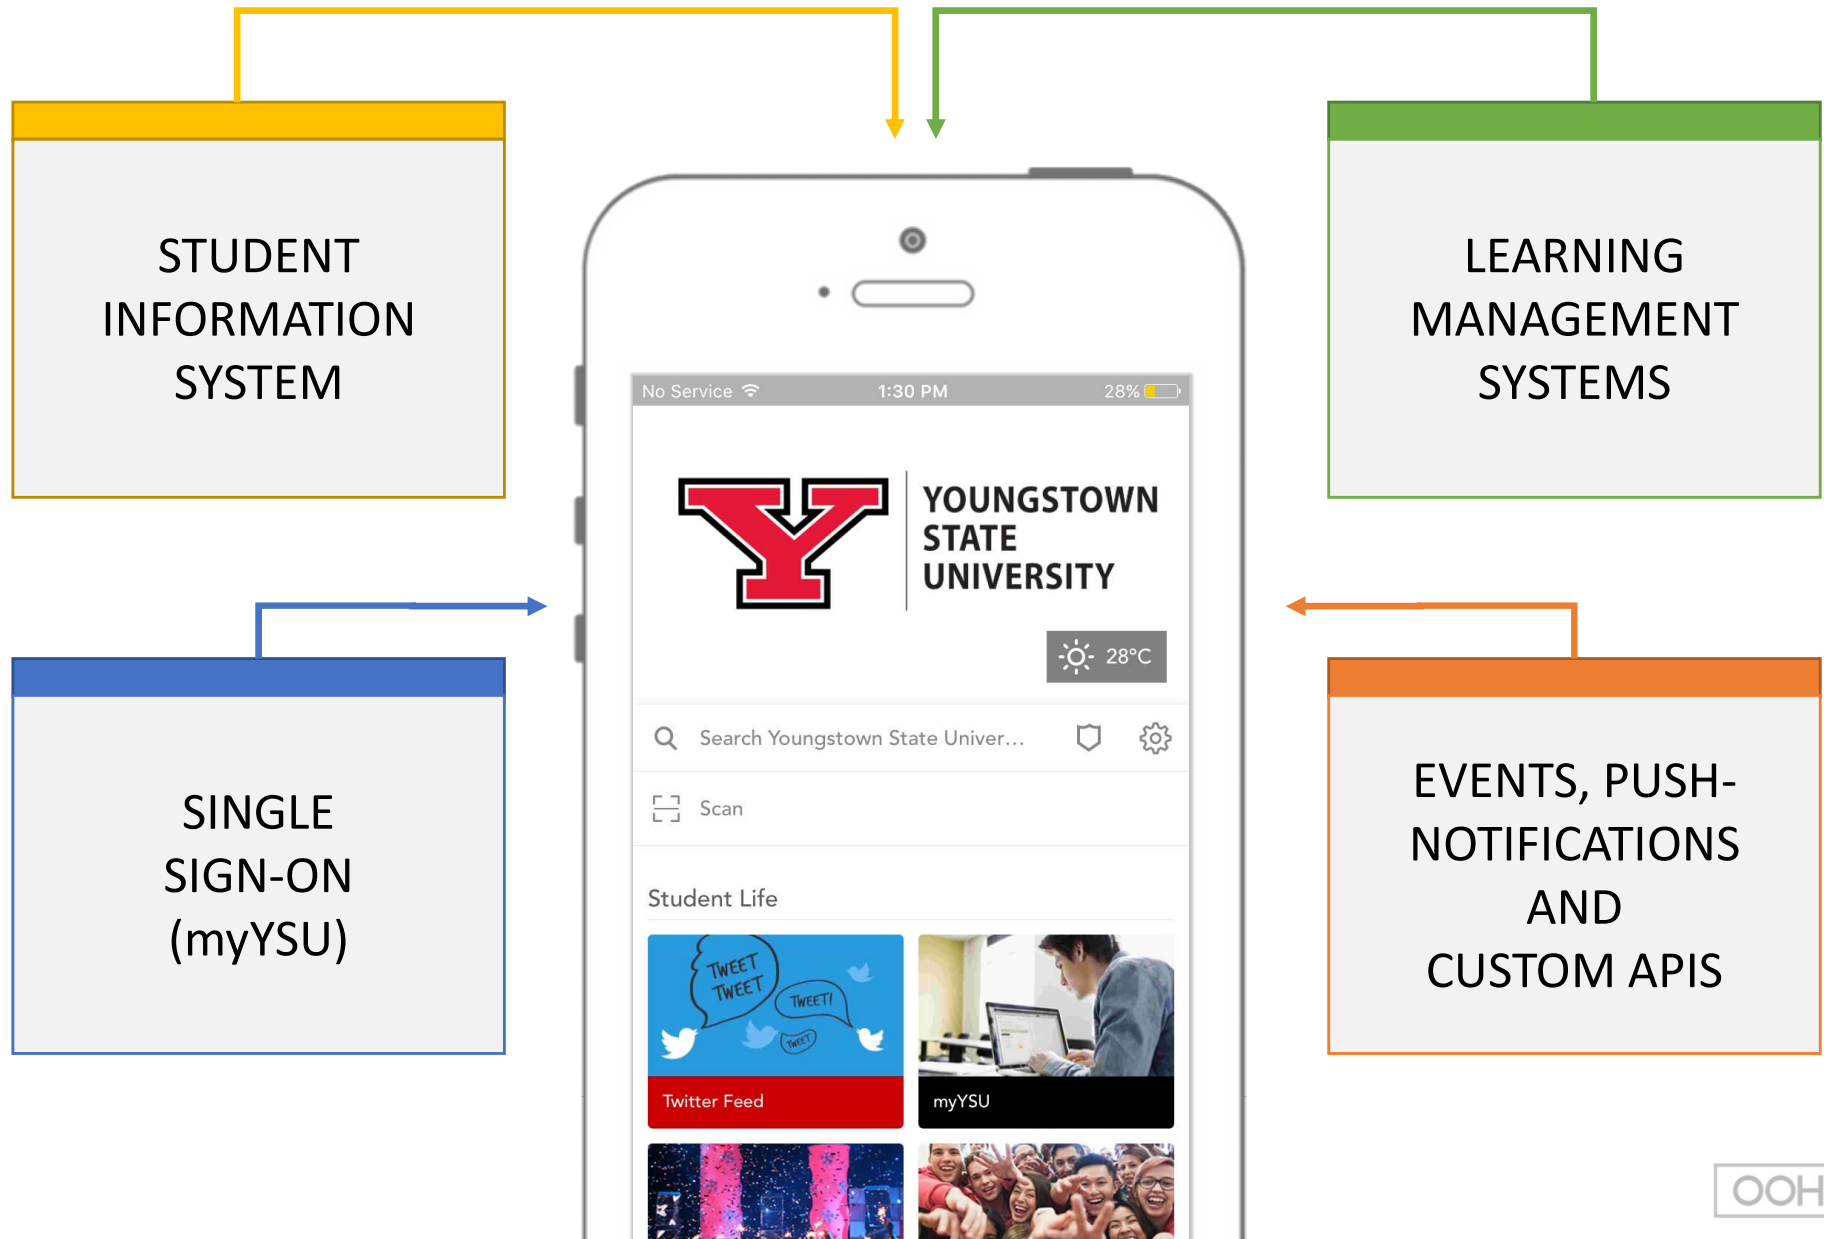 STUDENT
INFORMATION
SYSTEM
LEARNING
MANAGEMENT
SYSTEMS
SINGLE
SIGN-ON
(myYSU)
EVENTS, PUSH-
NOTIFICATIONS
AND
CUSTOM APIS
No Service 1:30 PM 28%
YOUNGSTOWN
STATE
UNIVERSITY
28°C
Search Youngstown State Univer...
Scan
Student Life
TWEET
TWEET
TWEET!
TWEET
Twitter Feed
myYSU
OOH